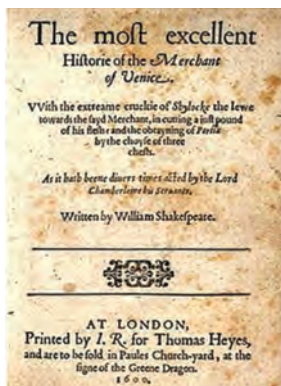 The moſt excellent
Hiſtorie of the Merchant
of Venice.
VVith the extreame crueltie of Shylocke the Iewe
towards the ſayd Merchant, in cutting a iuſt pound
of his fleſh: and the obtayning of Portia
by the choyſe of three
cheſts.
As it hath beene diuers times acted by the Lord
Chamberlaine his Seruants.
Written by William Shakeſpeare.
AT LONDON,
Printed by I. R. for Thomas Heyes,
and are to be ſold in Paules Church-yard, at the
ſigne of the Greene Dragon.
1600.